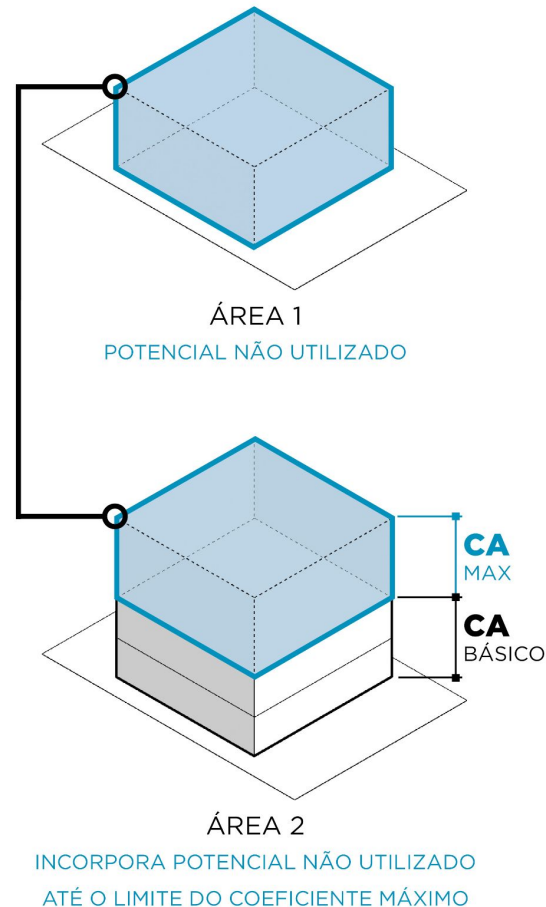 ÁREA 1
POTENCIAL NÃO UTILIZADO
CA
MAX
CA
BÁSICO
ÁREA 2
INCORPORA POTENCIAL NÃO UTILIZADO
ATÉ O LIMITE DO COEFICIENTE MÁXIMO